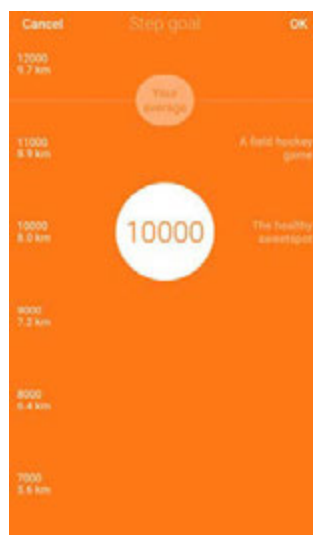 Cancel
Step goal
OK
12000
9.7 km
Your
average
11000
8.9 km
A field hockey
game
10000
8.0 km
10000
The healthy
sweetspot
9000
7.2 km
8000
6.4 km
7000
5.6 km